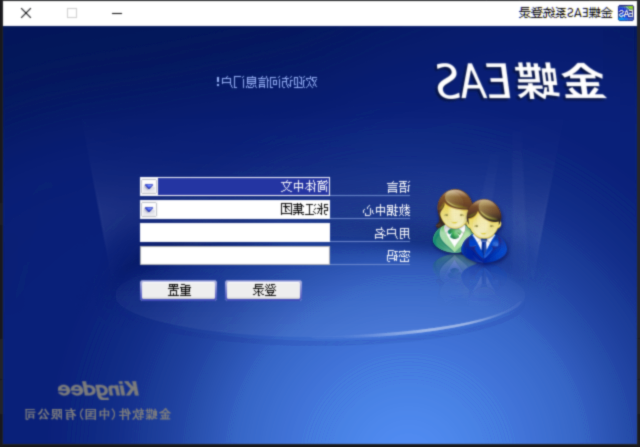 金蝶EAS系统登录
金蝶EAS
欢迎访问信息门户!
语言 简体中文
数据中心 张江集团
用户名
密码
登录 重置
Kingdee
金蝶软件(中国)有限公司